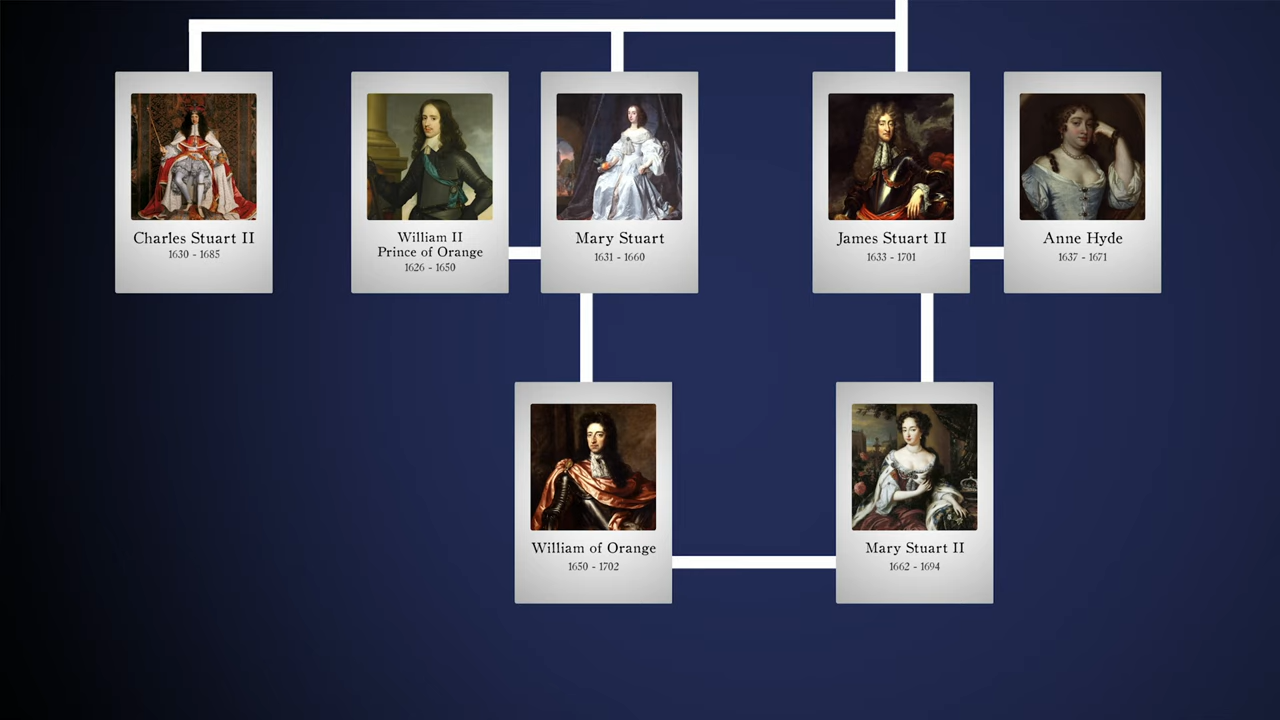 Charles Stuart II
1630 - 1685
William II
Prince of Orange
1626 - 1650
Mary Stuart
1631 - 1660
James Stuart II
1633 - 1701
Anne Hyde
1637 - 1671
William of Orange
1650 - 1702
Mary Stuart II
1662 - 1694